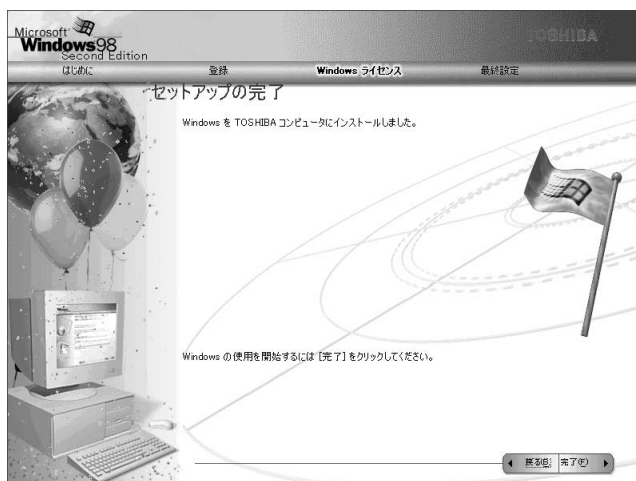 Microsoft
Windows98
Second Edition
TOSHIBA
はじめに
登録
Windows ライセンス
最終設定
セットアップの完了
Windows を TOSHIBA コンピュータにインストールしました。
Windows の使用を開始するには [完了] をクリックしてください。
戻る(B)
完了(F)